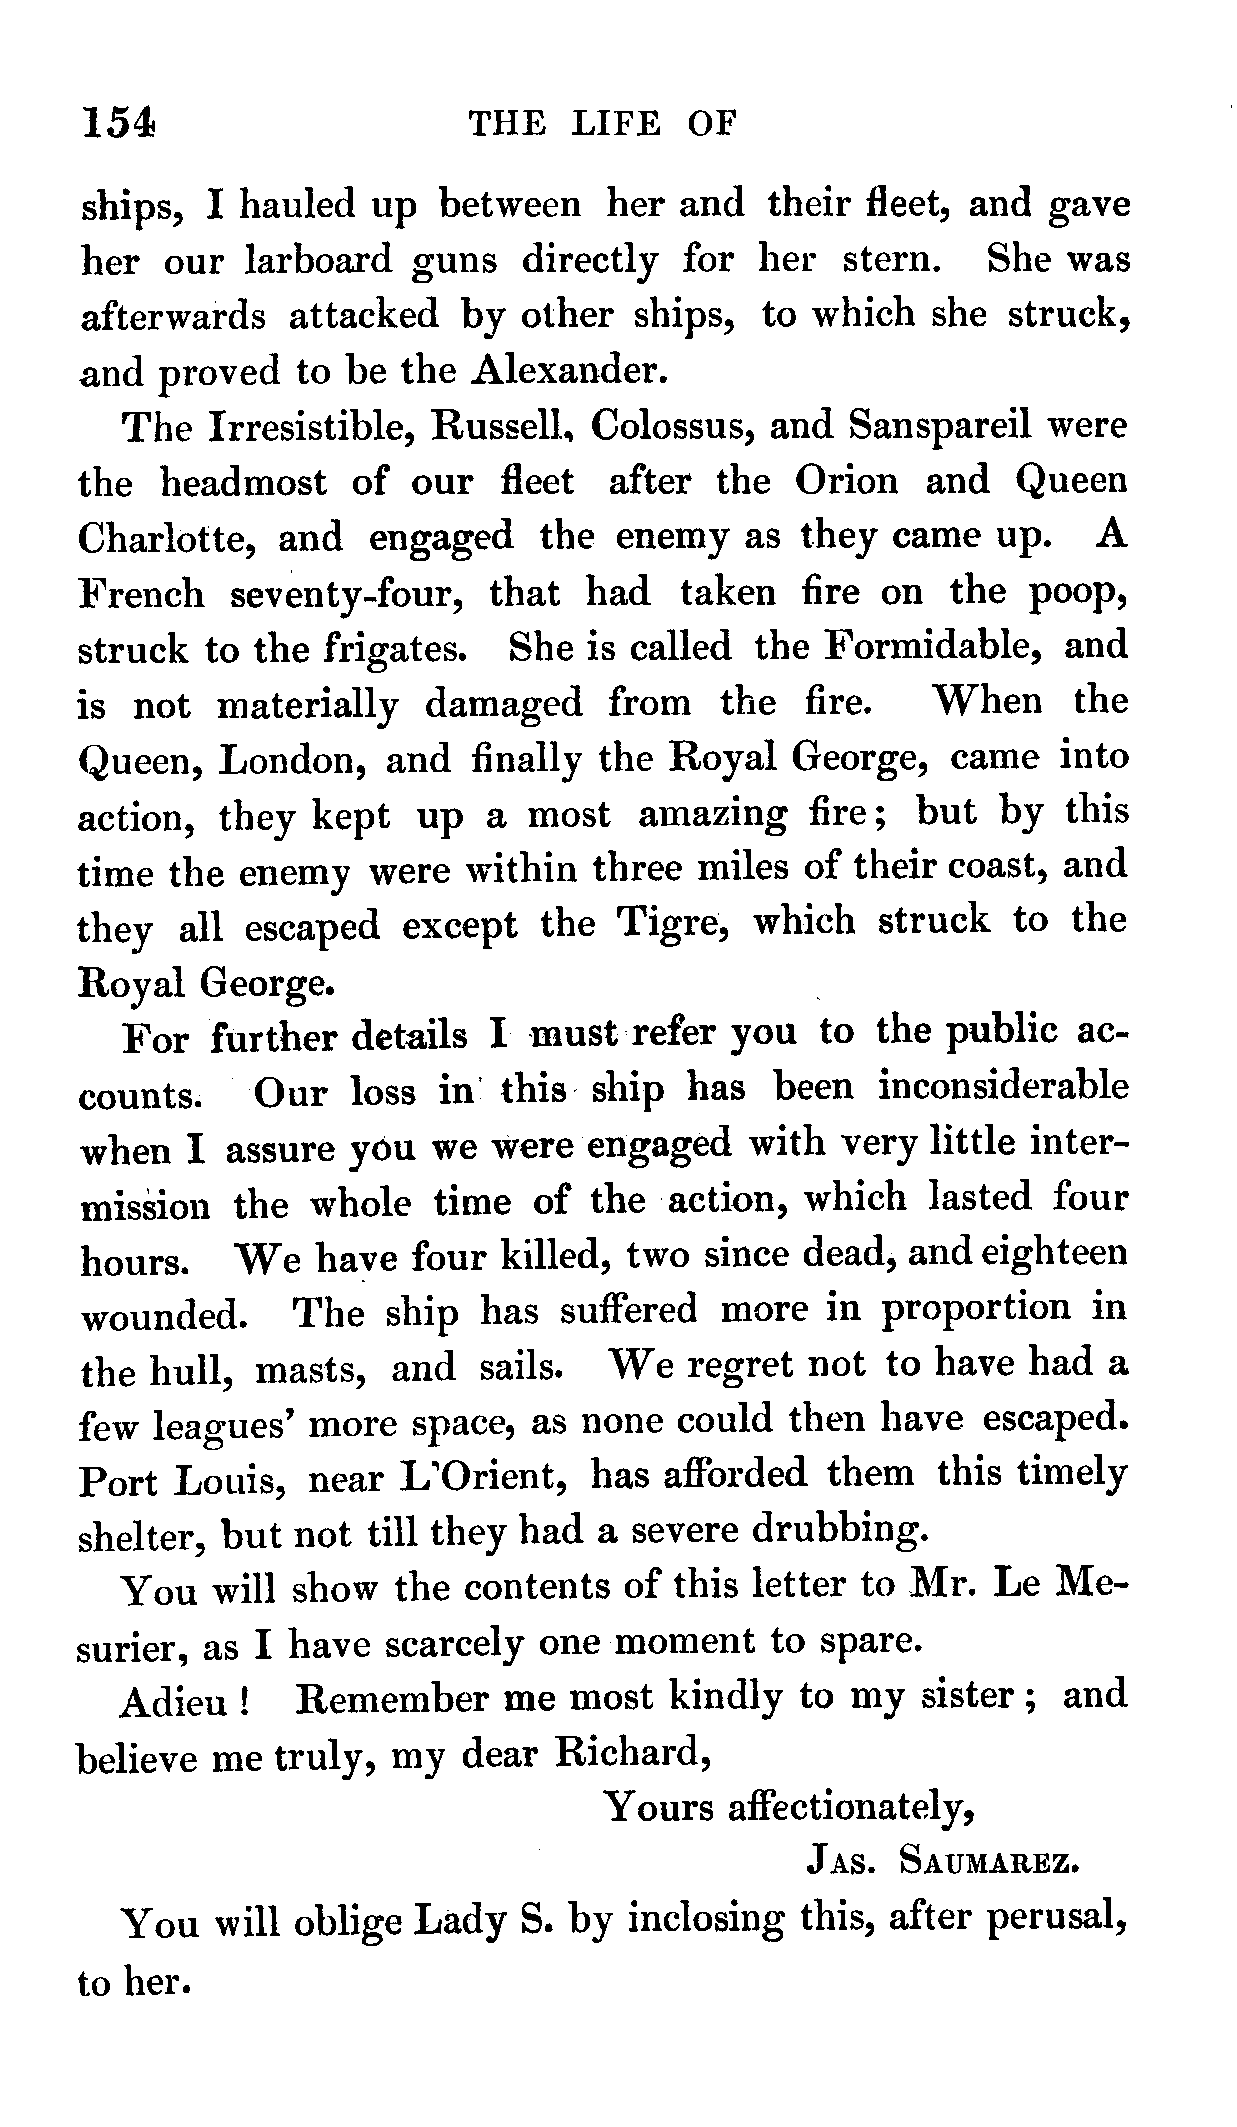 154 THE LIFE OF
ships, I hauled up between her and their fleet, and gave
her our larboard guns directly for her stern. She was
afterwards attacked by other ships, to which she struck,
and proved to be the Alexander.
The Irresistible, Russell, Colossus, and Sanspareil were
the headmost of our fleet after the Orion and Queen
Charlotte, and engaged the enemy as they came up. A
French seventy-four, that had taken fire on the poop,
struck to the frigates. She is called the Formidable, and
is not materially damaged from the fire. When the
Queen, London, and finally the Royal George, came into
action, they kept up a most amazing fire; but by this
time the enemy were within three miles of their coast, and
they all escaped except the Tigre, which struck to the
Royal George.
For further details I must refer you to the public ac-
counts. Our loss in this ship has been inconsiderable
when I assure you we were engaged with very little inter-
mission the whole time of the action, which lasted four
hours. We have four killed, two since dead, and eighteen
wounded. The ship has suffered more in proportion in
the hull, masts, and sails. We regret not to have had a
few leagues' more space, as none could then have escaped.
Port Louis, near L'Orient, has afforded them this timely
shelter, but not till they had a severe drubbing.
You will show the contents of this letter to Mr. Le Me-
surier, as I have scarcely one moment to spare.
Adieu! Remember me most kindly to my sister; and
believe me truly, my dear Richard,
Yours affectionately,
JAS. SAUMAREZ.
You will oblige Lady S. by inclosing this, after perusal,
to her.